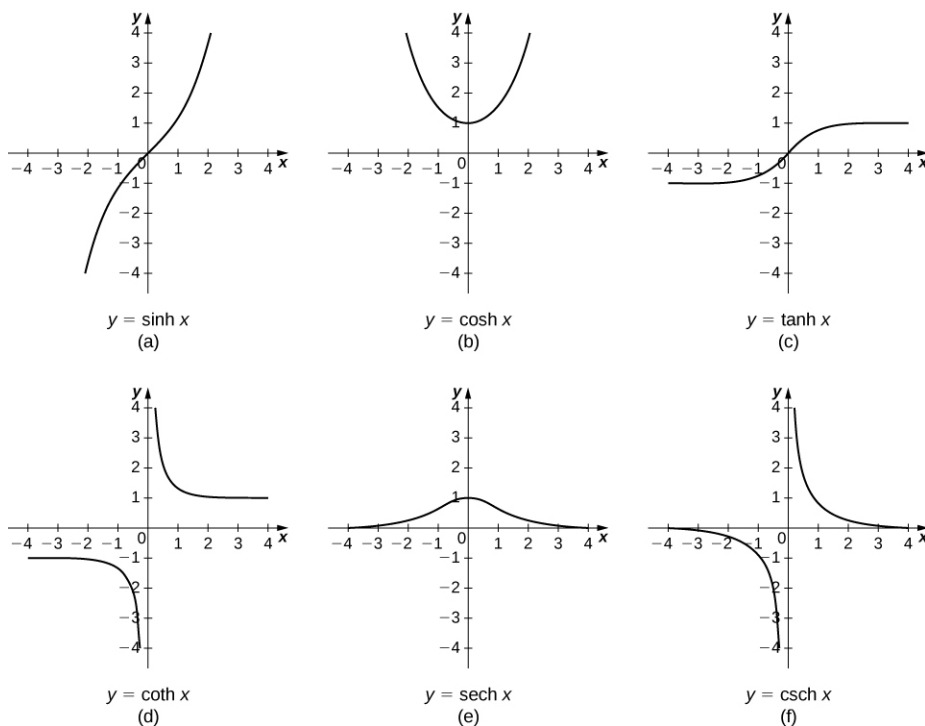 y
4
3
2
1
−4 −3 −2 −1 0 1 2 3 4 x
−1
−2
−3
−4
y = sinh x
(a)
y
4
3
2
1
−4 −3 −2 −1 0 1 2 3 4 x
−1
−2
−3
−4
y = cosh x
(b)
y
4
3
2
1
−4 −3 −2 −1 0 1 2 3 4 x
−1
−2
−3
−4
y = tanh x
(c)
y
4
3
2
1
−4 −3 −2 −1 0 1 2 3 4 x
−1
−2
−3
−4
y = coth x
(d)
y
4
3
2
1
−4 −3 −2 −1 0 1 2 3 4 x
−1
−2
−3
−4
y = sech x
(e)
y
4
3
2
1
−4 −3 −2 −1 0 1 2 3 4 x
−1
−2
−3
−4
y = csch x
(f)